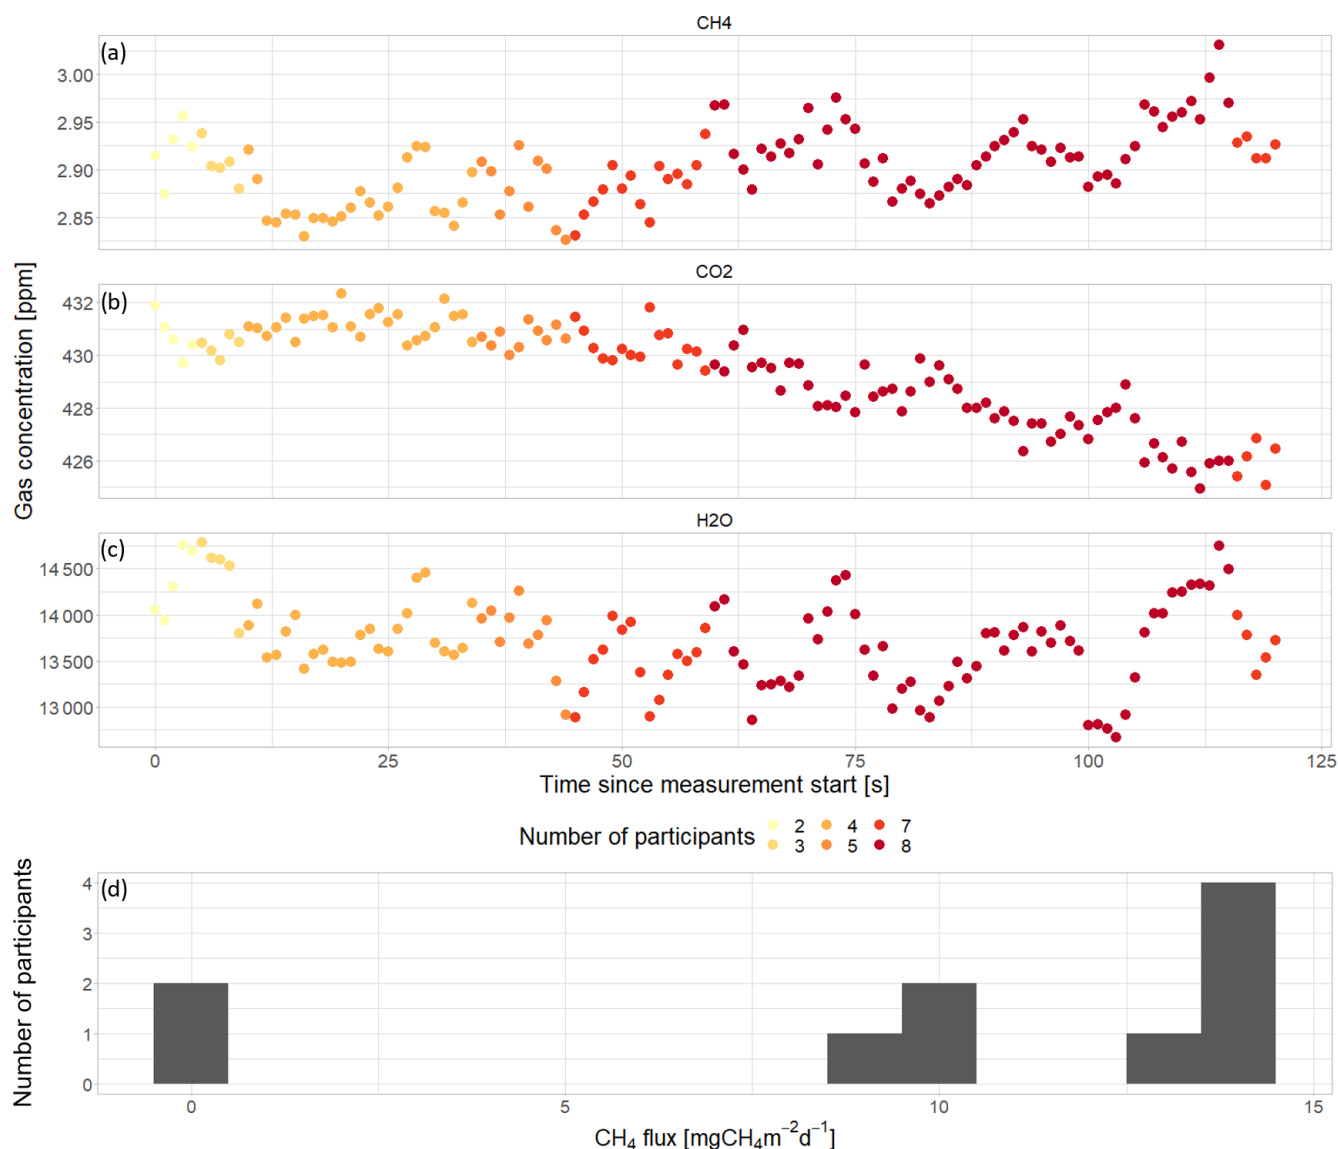 CH4
(a)
3.00
2.95
2.90
2.85
CO2
(b)
432
430
428
426
Gas concentration [ppm]
H2O
(c)
14 500
14 000
13 500
13 000
0 25 50 75 100 125
Time since measurement start [s]
Number of participants
2 4 7
3 5 8
(d)
4
3
2
1
0
Number of participants
0 5 10 15
CH₄ flux [mgCH₄m⁻²d⁻¹]